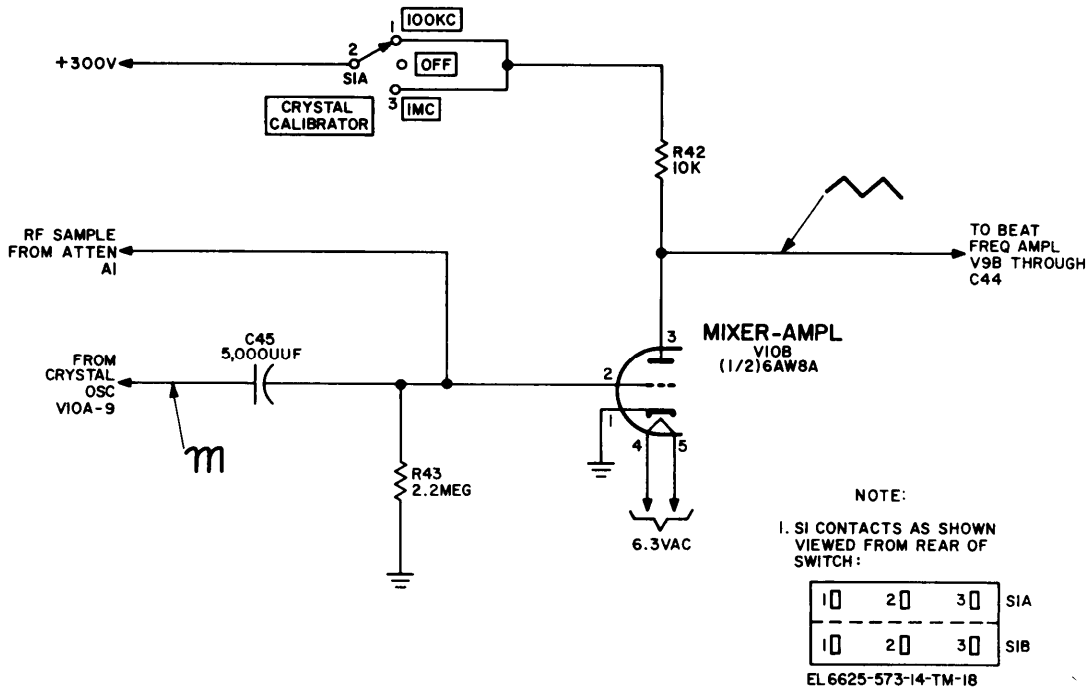 1
100KC
+300V
2
OFF
S1A
3
1MC
CRYSTAL
CALIBRATOR
R42
10K
RF SAMPLE
FROM ATTEN
A1
TO BEAT
FREQ AMPL
V9B THROUGH
C44
C45
5,000UUF
3
MIXER-AMPL
V10B
(1/2)6AW8A
FROM
CRYSTAL
OSC
V10A-9
2
1
4
5
R43
2.2MEG
6.3VAC
NOTE:
1. S1 CONTACTS AS SHOWN
VIEWED FROM REAR OF
SWITCH:
1 2 3 S1A
1 2 3 S1B
EL6625-573-14-TM-18